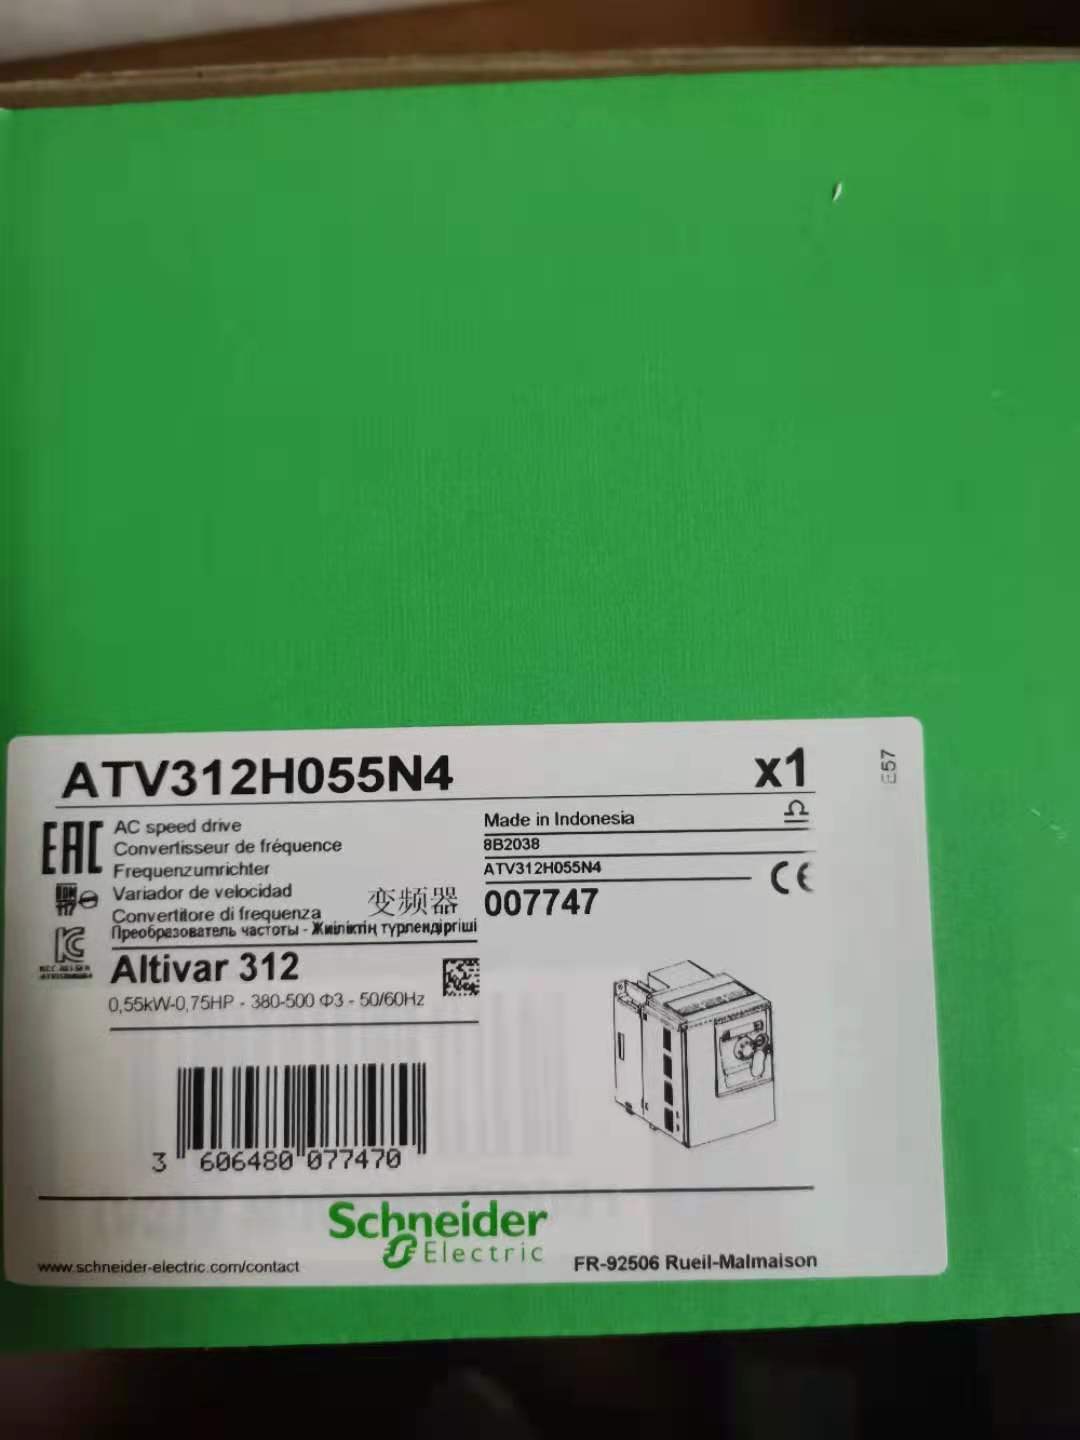 ATV312H055N4
x1
E57
EAC
AC speed drive
Convertisseur de fréquence
Frequenzumrichter
Variador de velocidad
Convertitore di frequenza
变频器
Преобразователь частоты - Жиіліктің түрлендіргіші
Made in Indonesia
8B2038
ATV312H055N4
007747
CE
Altivar 312
0,55kW-0,75HP - 380-500 Φ3 - 50/60Hz
3 606480 077470
Schneider
Electric
www.schneider-electric.com/contact
FR-92506 Rueil-Malmaison